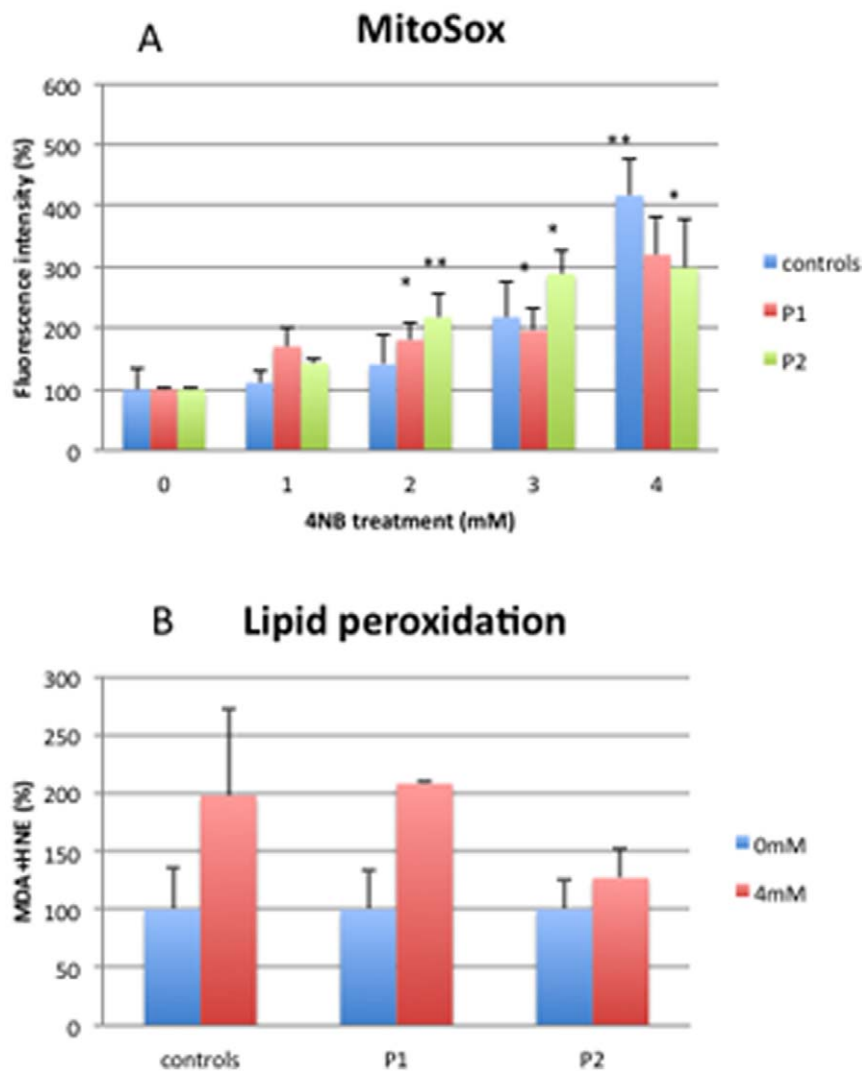 A MitoSox
Fluorescence intensity (%)
600
500
400
300
200
100
0
** 
*
*
*
**
*
0 1 2 3 4
4NB treatment (mM)
controls
P1
P2
B Lipid peroxidation
MDA+HNE (%)
300
250
200
150
100
50
0
controls P1 P2
0mM
4mM